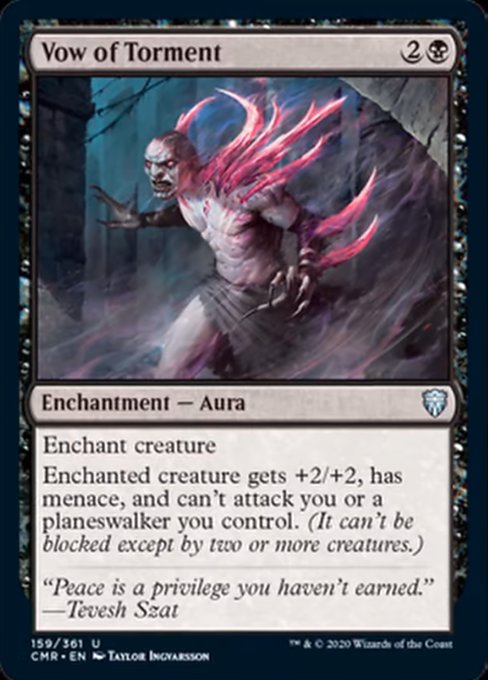 Vow of Torment 2
Enchantment — Aura
Enchant creature
Enchanted creature gets +2/+2, has
menace, and can't attack you or a
planeswalker you control. (It can't be
blocked except by two or more creatures.)
"Peace is a privilege you haven't earned."
—Tevesh Szat
159/361 U
CMR • EN Taylor Ingvarsson
™ & © 2020 Wizards of the Coast